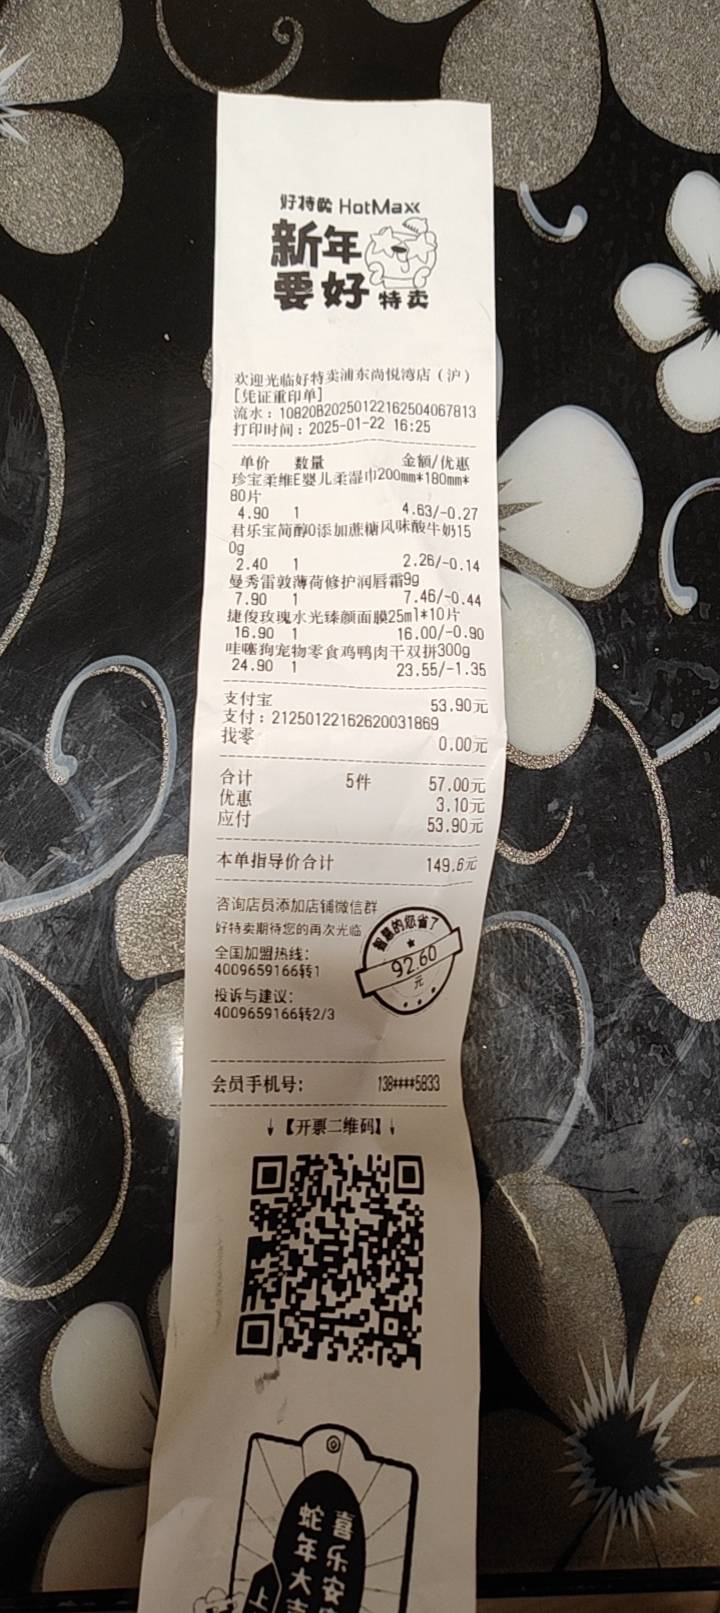 好特卖 HotMaxx
新年
要好 特卖
欢迎光临好特卖浦东尚悦湾店（沪）
[凭证重印单]
流水：10820B20250122162504067813
打印时间：2025-01-22 16:25
单价 数量 金额/优惠
珍宝柔维E婴儿柔湿巾200mm*180mm*
80片
4.90 1 4.63/-0.27
君乐宝简醇0添加蔗糖风味酸牛奶15
0g
2.40 1 2.26/-0.14
曼秀雷敦薄荷修护润唇霜9g
7.90 1 7.46/-0.44
捷俊玫瑰水光臻颜面膜25ml*10片
16.90 1 16.00/-0.90
哇噻狗宠物零食鸡鸭肉干双拼300g
24.90 1 23.55/-1.35
支付宝 53.90元
支付：21250122162620031869
找零 0.00元
合计 5件 57.00元
优惠 3.10元
应付 53.90元
本单指导价合计 149.6元
咨询店员添加店铺微信群
好特卖期待您的再次光临
全国加盟热线：
4009659166转1
投诉与建议：
4009659166转2/3
的您省了
92.60
元
会员手机号： 138****5833
↓【开票二维码】↓
喜乐安
蛇年大吉
上